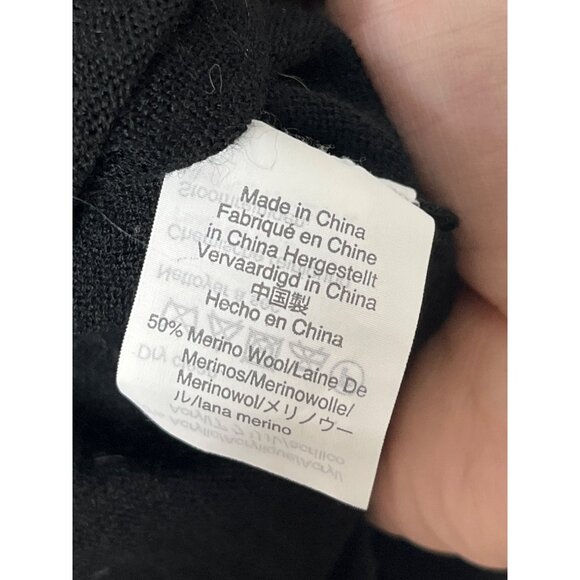 Made in China
Fabriqué en Chine
in China Hergestellt
Vervaardigd in China
中国製
Hecho en China
50% Merino Wool/Laine De
Merinos/Merinowolle/
Merinowol/メリノウー
ル/lana merino